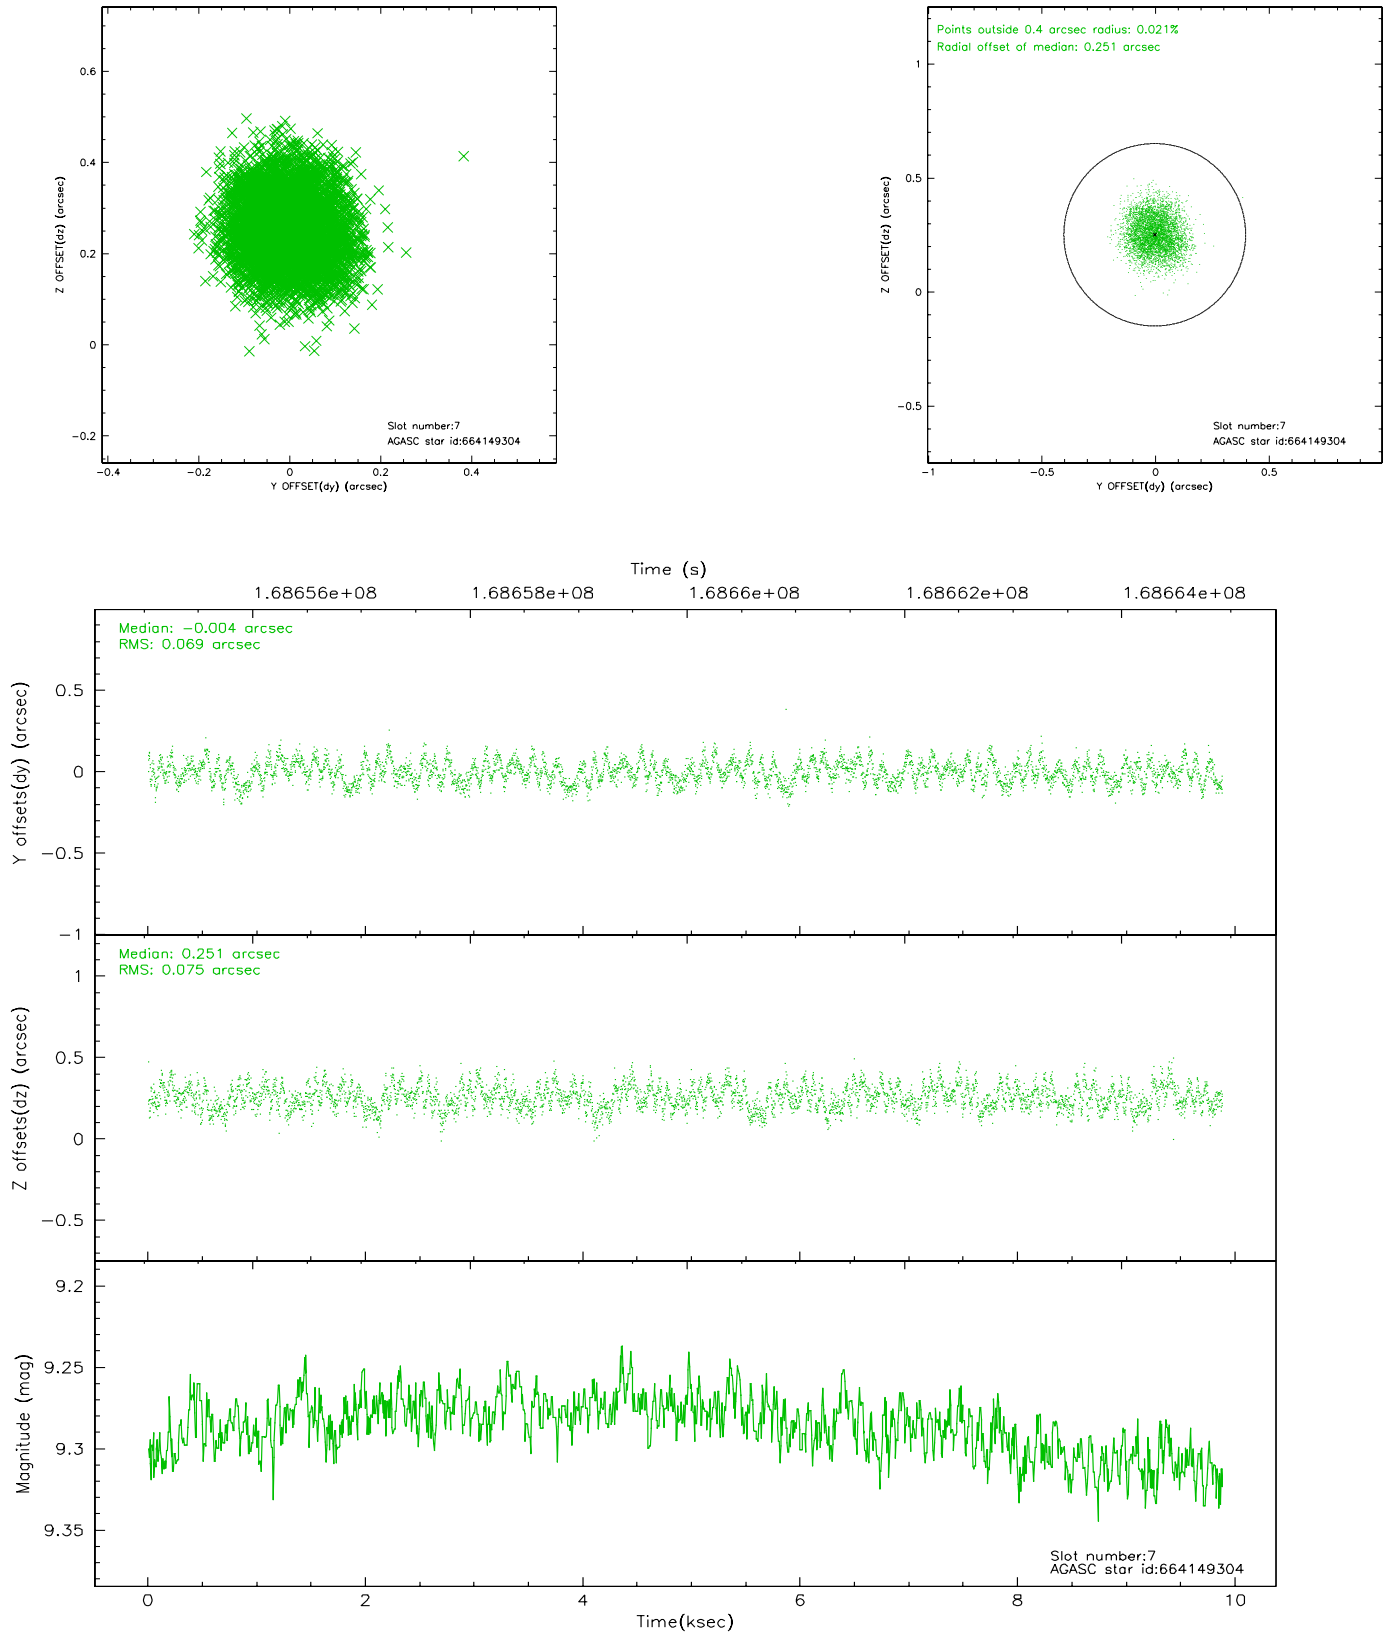 0.6
0.4
0.2
0
-0.2
Z OFFSET(dz) (arcsec)
Slot number:7
AGASC star id:664149304
-0.4 -0.2 0 0.2 0.4
Y OFFSET(dy) (arcsec)
Points outside 0.4 arcsec radius: 0.021%
Radial offset of median: 0.251 arcsec
1
0.5
0
-0.5
Z OFFSET(dz) (arcsec)
Slot number:7
AGASC star id:664149304
-1 -0.5 0 0.5
Y OFFSET(dy) (arcsec)
Time (s)
1.68656e+08 1.68658e+08 1.6866e+08 1.68662e+08 1.68664e+08
Median: -0.004 arcsec
RMS: 0.069 arcsec
0.5
0
-0.5
-1
Y offsets(dy) (arcsec)
Median: 0.251 arcsec
RMS: 0.075 arcsec
1
0.5
0
-0.5
Z offsets(dz) (arcsec)
9.2
9.25
9.3
9.35
Magnitude (mag)
Slot number:7
AGASC star id:664149304
0 2 4 6 8 10
Time(ksec)